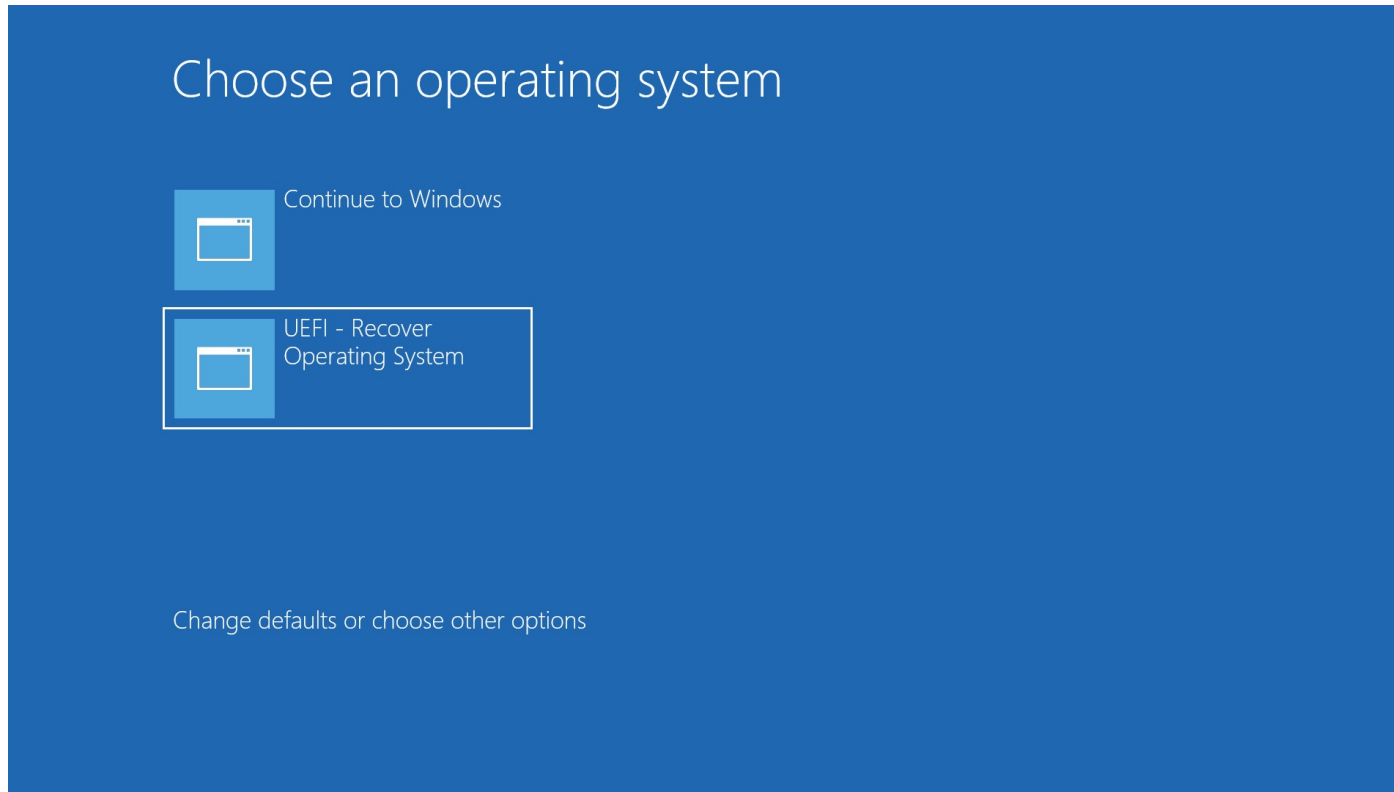 Choose an operating system
Continue to Windows
UEFI - Recover
Operating System
Change defaults or choose other options